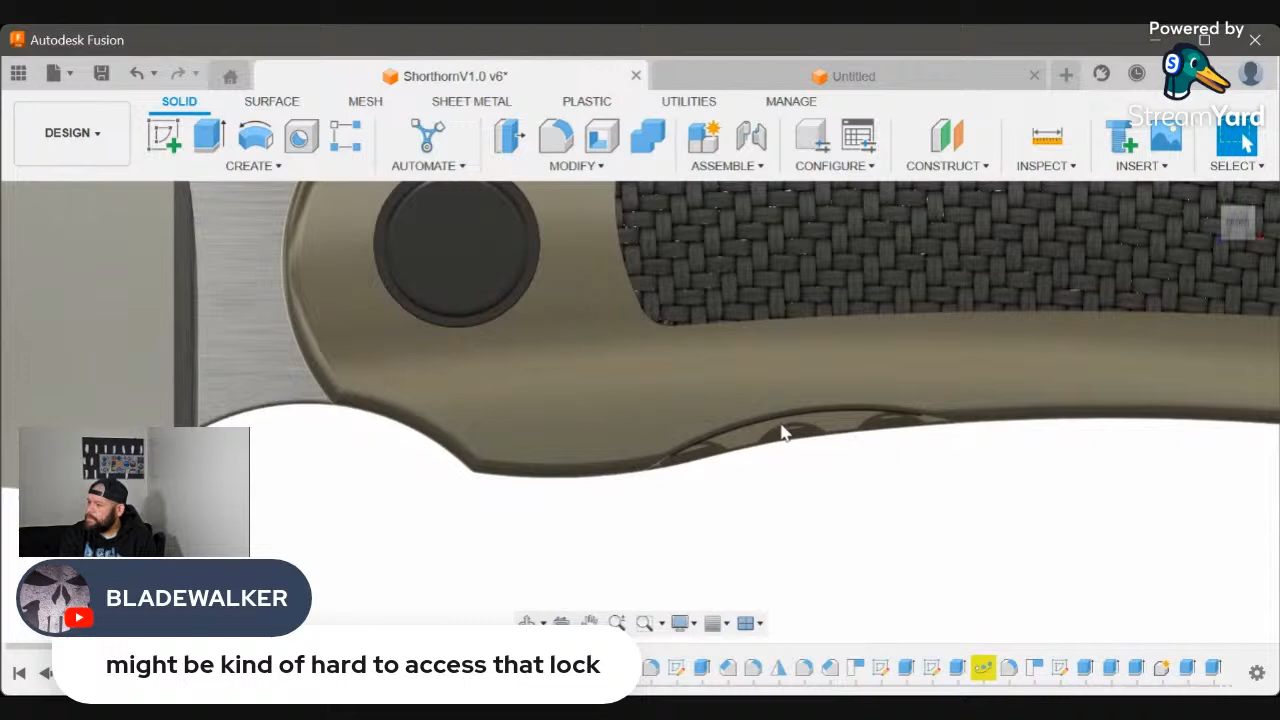 Autodesk Fusion
Powered by
StreamYard
ShorthornV1.0 v6*
Untitled
DESIGN
SOLID
SURFACE
MESH
SHEET METAL
PLASTIC
UTILITIES
MANAGE
CREATE
AUTOMATE
MODIFY
ASSEMBLE
CONFIGURE
CONSTRUCT
INSPECT
INSERT
SELECT
BLADEWALKER
might be kind of hard to access that lock